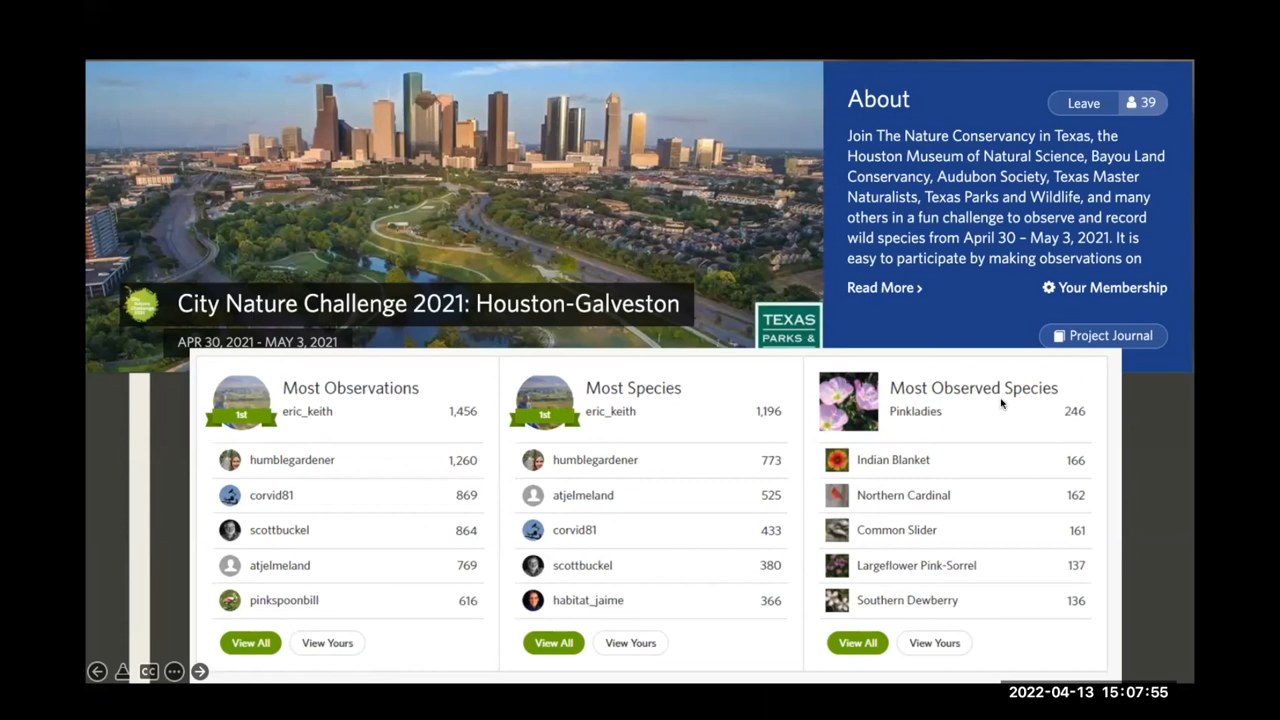 About
Leave 39
Join The Nature Conservancy in Texas, the
Houston Museum of Natural Science, Bayou Land
Conservancy, Audubon Society, Texas Master
Naturalists, Texas Parks and Wildlife, and many
others in a fun challenge to observe and record
wild species from April 30 – May 3, 2021. It is
easy to participate by making observations on
Read More ›
Your Membership
Project Journal
City Nature Challenge 2021: Houston-Galveston
APR 30, 2021 - MAY 3, 2021
TEXAS
PARKS &
Most Observations
1st
eric_keith 1,456
humblegardener 1,260
corvid81 869
scottbuckel 864
atjelmeland 769
pinkspoonbill 616
View All View Yours
Most Species
1st
eric_keith 1,196
humblegardener 773
atjelmeland 525
corvid81 433
scottbuckel 380
habitat_jaime 366
View All View Yours
Most Observed Species
Pinkladies 246
Indian Blanket 166
Northern Cardinal 162
Common Slider 161
Largeflower Pink-Sorrel 137
Southern Dewberry 136
View All View Yours
CC
2022-04-13 15:07:55